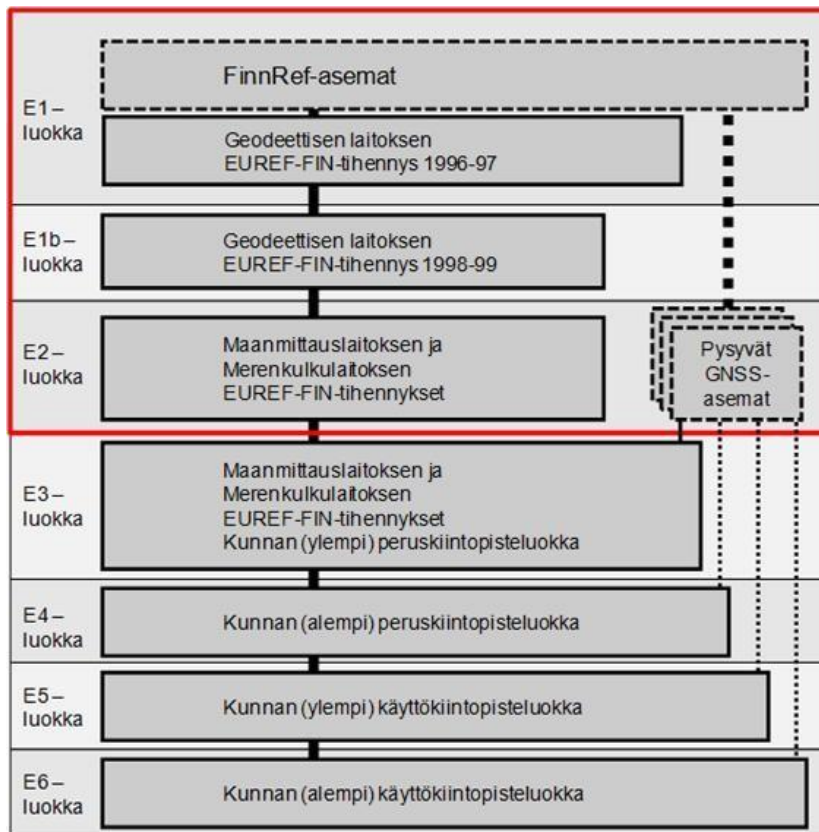 E1–
luokka
FinnRef-asemat
Geodeettisen laitoksen
EUREF-FIN-tihennys 1996-97
E1b–
luokka
Geodeettisen laitoksen
EUREF-FIN-tihennys 1998-99
E2–
luokka
Maanmittauslaitoksen ja
Merenkulkulaitoksen
EUREF-FIN-tihennykset
Pysyvät
GNSS-
asemat
E3–
luokka
Maanmittauslaitoksen ja
Merenkulkulaitoksen
EUREF-FIN-tihennykset
Kunnan (ylempi) peruskiintopisteluokka
E4–
luokka
Kunnan (alempi) peruskiintopisteluokka
E5–
luokka
Kunnan (ylempi) käyttökiintopisteluokka
E6–
luokka
Kunnan (alempi) käyttökiintopisteluokka